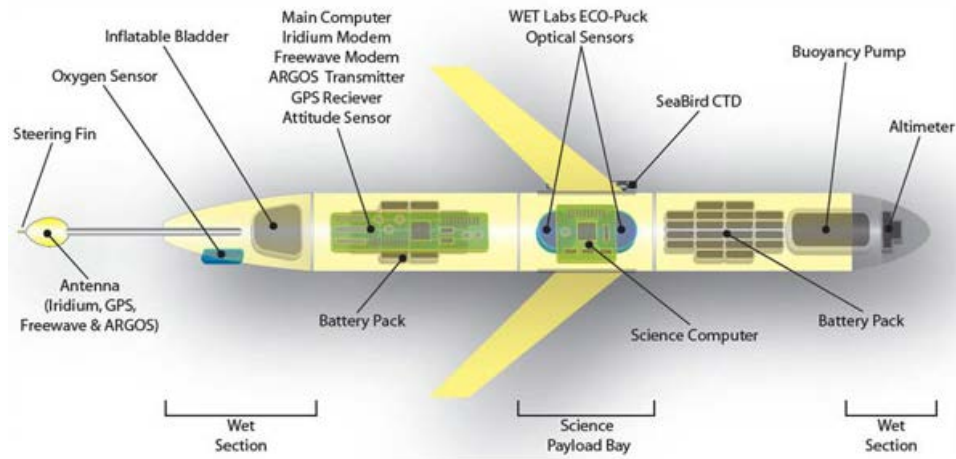 Inflatable Bladder
Oxygen Sensor
Steering Fin
Main Computer
Iridium Modem
Freewave Modem
ARGOS Transmitter
GPS Reciever
Attitude Sensor
WET Labs ECO-Puck
Optical Sensors
SeaBird CTD
Buoyancy Pump
Altimeter
Antenna
(Iridium, GPS,
Freewave & ARGOS)
Battery Pack
Science Computer
Battery Pack
Wet
Section
Science
Payload Bay
Wet
Section